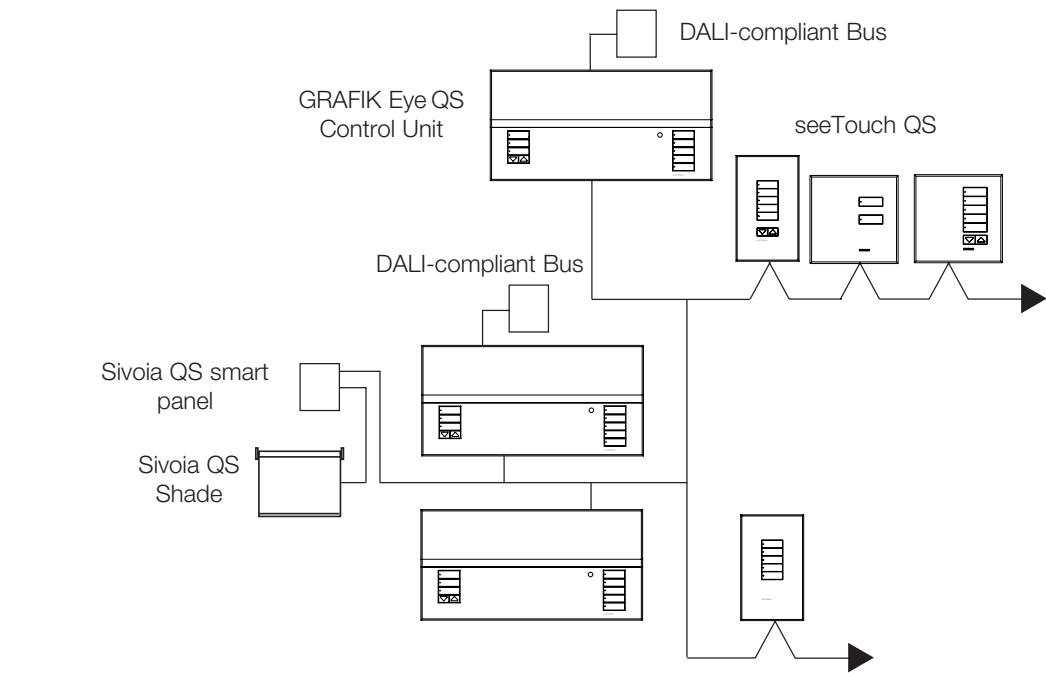 DALI-compliant Bus
GRAFIK Eye QS
Control Unit
seeTouch QS
DALI-compliant Bus
Sivoia QS smart
panel
Sivoia QS
Shade